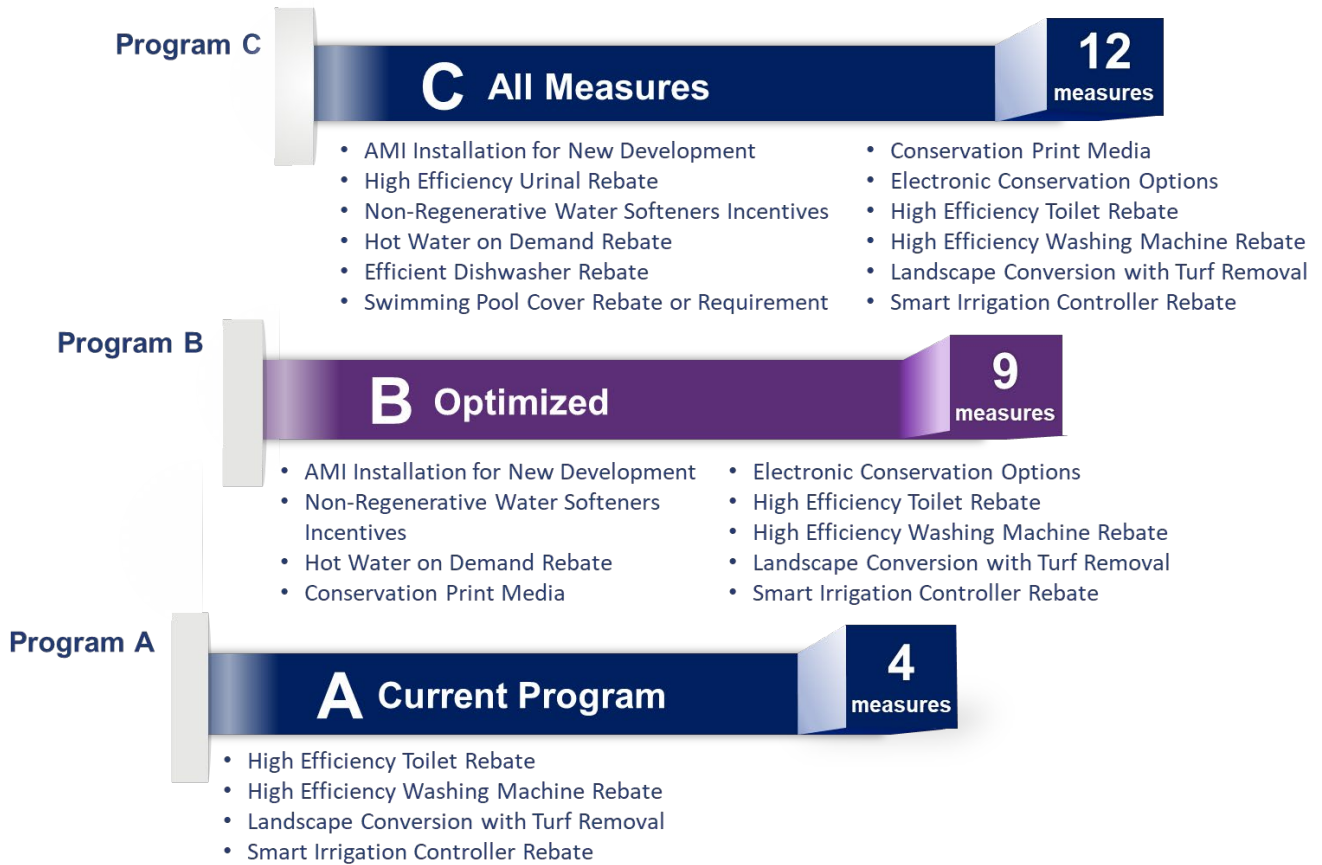 Program C
C All Measures
12
measures
• AMI Installation for New Development
• High Efficiency Urinal Rebate
• Non-Regenerative Water Softeners Incentives
• Hot Water on Demand Rebate
• Efficient Dishwasher Rebate
• Swimming Pool Cover Rebate or Requirement
• Conservation Print Media
• Electronic Conservation Options
• High Efficiency Toilet Rebate
• High Efficiency Washing Machine Rebate
• Landscape Conversion with Turf Removal
• Smart Irrigation Controller Rebate
Program B
B Optimized
9
measures
• AMI Installation for New Development
• Non-Regenerative Water Softeners
Incentives
• Hot Water on Demand Rebate
• Conservation Print Media
• Electronic Conservation Options
• High Efficiency Toilet Rebate
• High Efficiency Washing Machine Rebate
• Landscape Conversion with Turf Removal
• Smart Irrigation Controller Rebate
Program A
A Current Program
4
measures
• High Efficiency Toilet Rebate
• High Efficiency Washing Machine Rebate
• Landscape Conversion with Turf Removal
• Smart Irrigation Controller Rebate